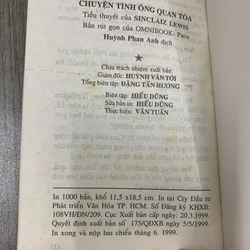 CHUYỆN TÌNH ÔNG QUAN TÒA
Tiểu thuyết của SINCLAIZ LEWIS
Bản rút gọn của OMNIBOOK- Paris
Huỳnh Phan Anh dịch
Chịu trách nhiệm xuất bản:
Giám đốc: HUỲNH VĂN TỚI
Tổng biên tập: ĐẶNG TẤN HƯỚNG
Biên tập: HIẾU DŨNG
Sửa bản in: HIẾU DŨNG
Thực hiện: VĂN TUẤN
In 1000 bản, khổ 11,5 x18,5 cm. In tại Cty Đầu tư
Phát triển Văn Hóa TP. HCM. Số Đăng ký KHXB:
108VH/ĐN/209. Cục Xuất bản cấp ngày: 20.3.1999.
Quyết định xuất bản số 175/QĐXB ngày 5/5/1999.
In xong và nộp lưu chiểu tháng 6.1999.